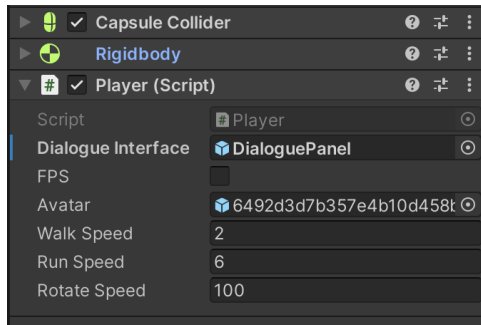 Capsule Collider
Rigidbody
# Player (Script)
Script # Player
Dialogue Interface DialoguePanel
FPS
Avatar 6492d3d7b357e4b10d458b
Walk Speed 2
Run Speed 6
Rotate Speed 100